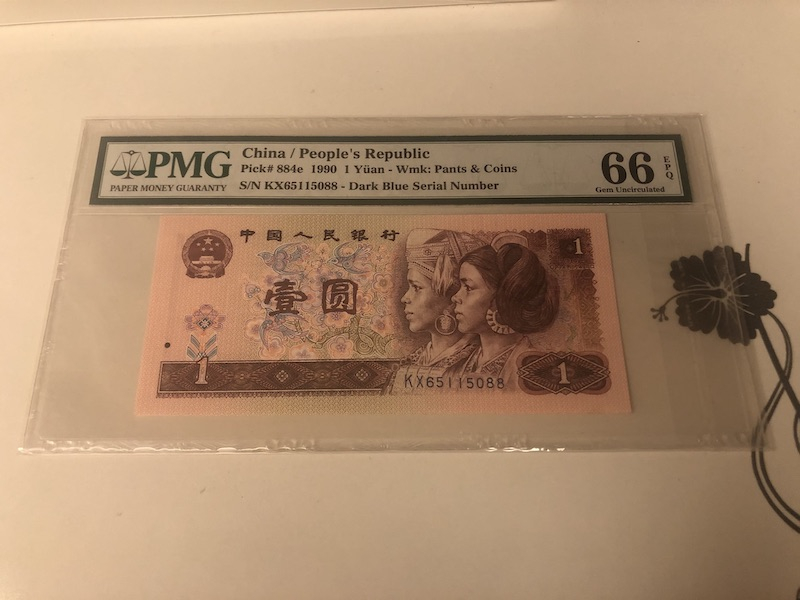 PMG
PAPER MONEY GUARANTY
China / People's Republic
Pick# 884e 1990 1 Yüan - Wmk: Pants & Coins
S/N KX65115088 - Dark Blue Serial Number
66 EPQ
Gem Uncirculated
中国人民银行
1
壹圆
1
KX65115088
1